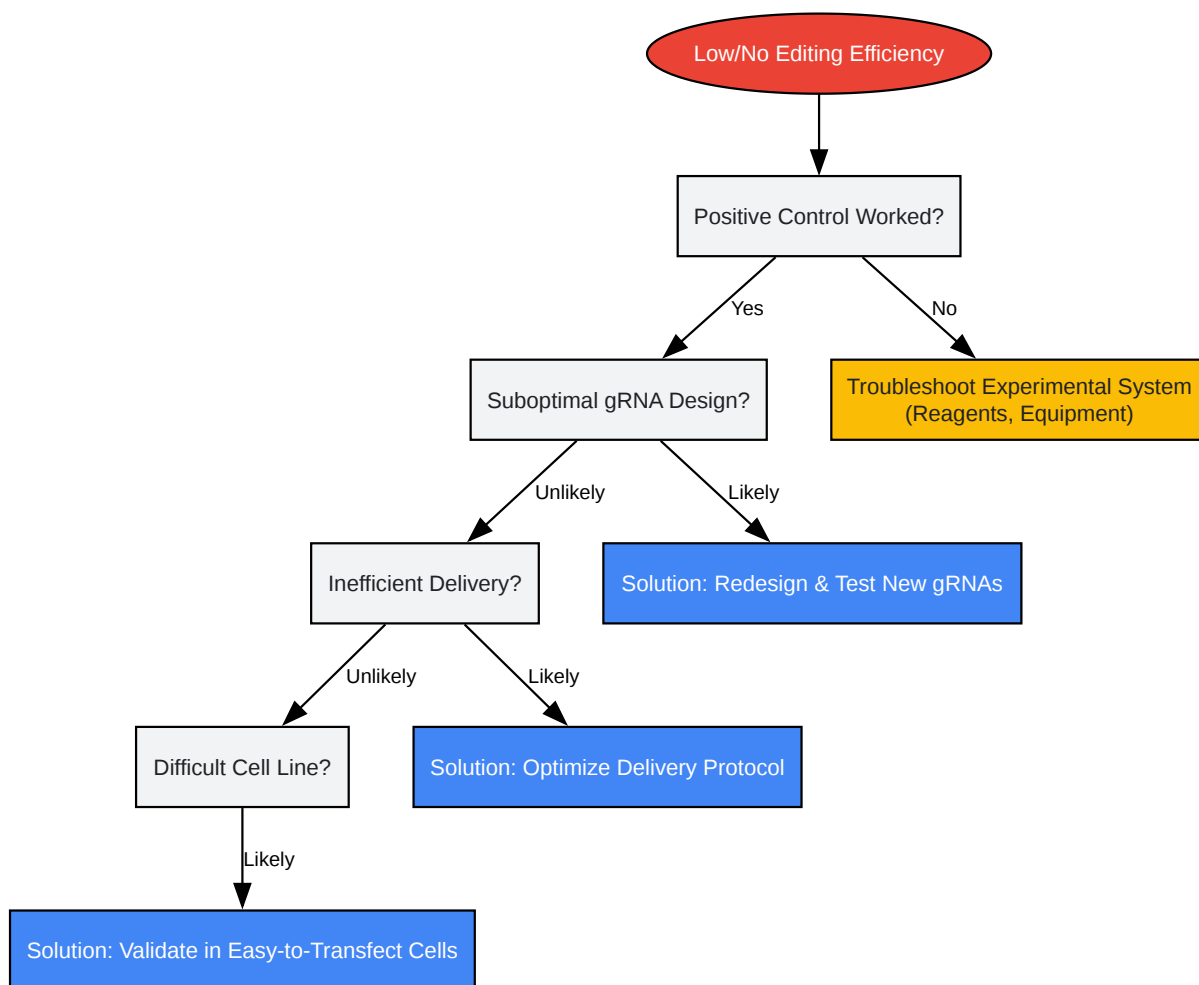 Low/No Editing Efficiency
Positive Control Worked?
Yes
No
Suboptimal gRNA Design?
Troubleshoot Experimental System
(Reagents, Equipment)
Unlikely
Likely
Inefficient Delivery?
Solution: Redesign & Test New gRNAs
Unlikely
Likely
Difficult Cell Line?
Solution: Optimize Delivery Protocol
Likely
Solution: Validate in Easy-to-Transfect Cells